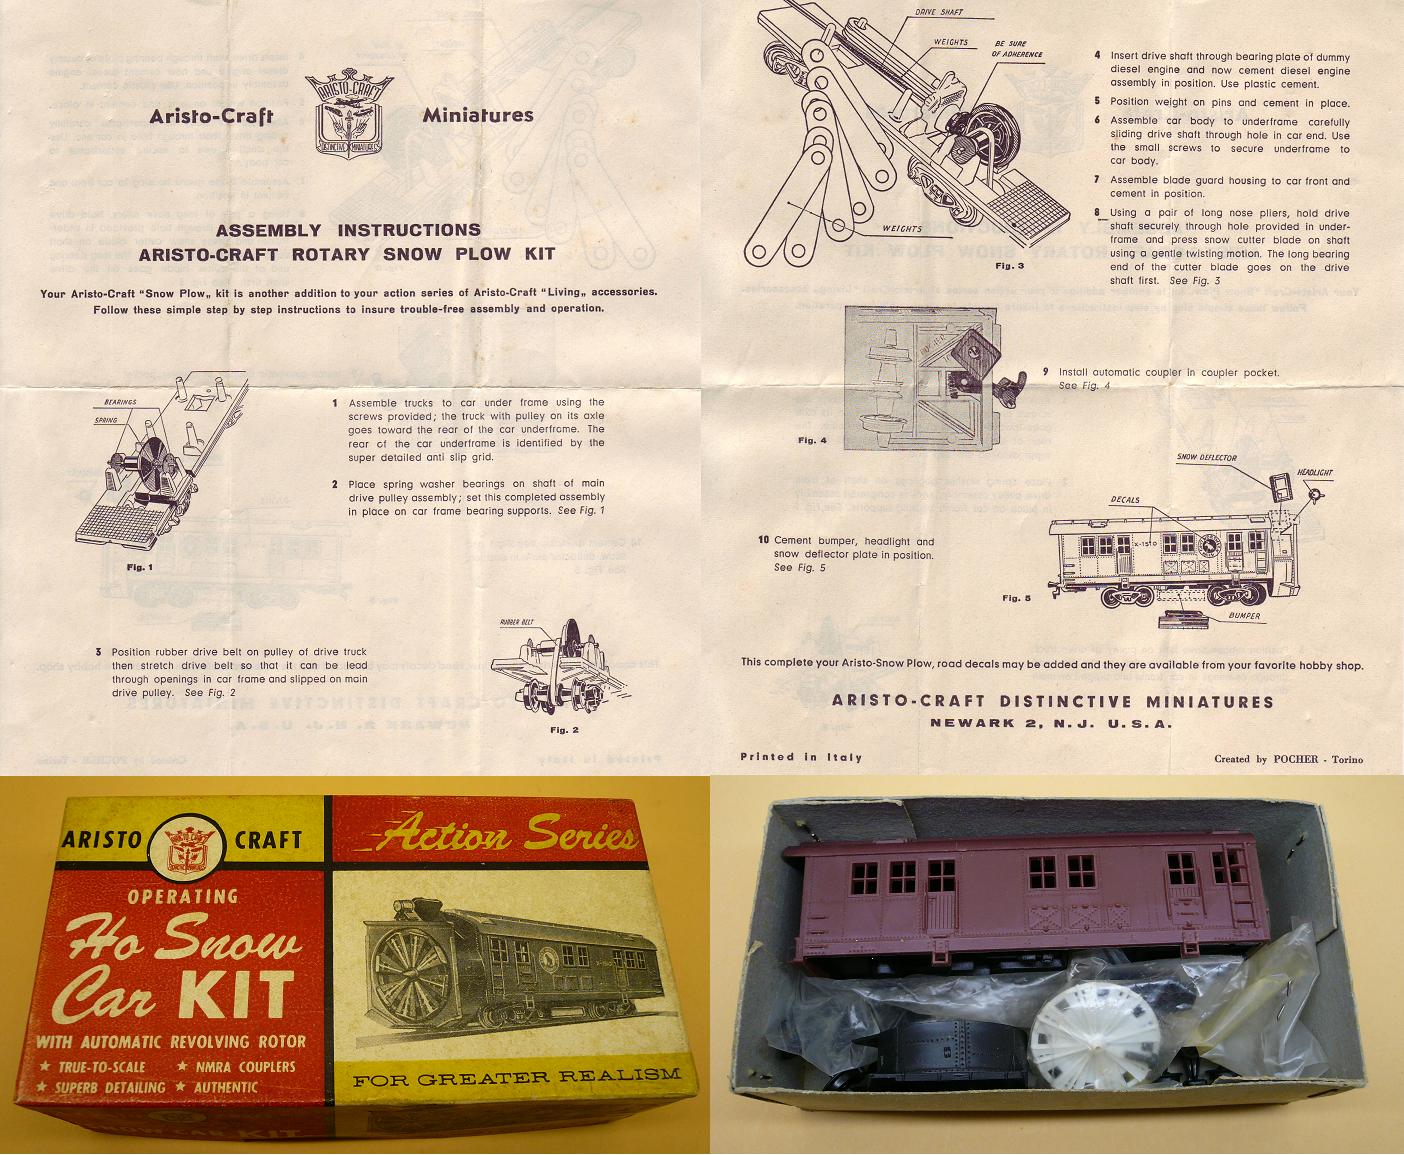 Aristo-Craft
ARISTO-CRAFT
DISTINCTIVE MINIATURES
Miniatures
ASSEMBLY INSTRUCTIONS
ARISTO-CRAFT ROTARY SNOW PLOW KIT
Your Aristo-Craft “Snow Plow„ kit is another addition to your action series of Aristo-Craft “Living„ accessories.
Follow these simple step by step instructions to insure trouble-free assembly and operation.
BEARINGS
SPRING
Fig. 1
1 Assemble trucks to car under frame using the
screws provided; the truck with pulley on its axle
goes toward the rear of the car underframe. The
rear of the car underframe is identified by the
super detailed anti slip grid.
2 Place spring washer bearings on shaft of main
drive pulley assembly; set this completed assembly
in place on car frame bearing supports. See Fig. 1
3 Position rubber drive belt on pulley of drive truck
then stretch drive belt so that it can be lead
through openings in car frame and slipped on main
drive pulley. See Fig. 2
RUBBER BELT
Fig. 2
DRIVE SHAFT
WEIGHTS
BE SURE
OF ADHERENCE
WEIGHTS
Fig. 3
4 Insert drive shaft through bearing plate of dummy
diesel engine and now cement diesel engine
assembly in position. Use plastic cement.
5 Position weight on pins and cement in place.
6 Assemble car body to underframe carefully
sliding drive shaft through hole in car end. Use
the small screws to secure underframe to
car body.
7 Assemble blade guard housing to car front and
cement in position.
8 Using a pair of long nose pliers, hold drive
shaft securely through hole provided in under-
frame and press snow cutter blade on shaft
using a gentle twisting motion. The long bearing
end of the cutter blade goes on the drive
shaft first. See Fig. 3
Fig. 4
9 Install automatic coupler in coupler pocket.
See Fig. 4
10 Cement bumper, headlight and
snow deflector plate in position.
See Fig. 5
SNOW DEFLECTOR
HEADLIGHT
DECALS
X-1510
BUMPER
Fig. 5
This complete your Aristo-Snow Plow, road decals may be added and they are available from your favorite hobby shop.
ARISTO-CRAFT DISTINCTIVE MINIATURES
NEWARK 2, N.J. U.S.A.
Printed in Italy
Created by POCHER - Torino
ARISTO CRAFT
Action Series
OPERATING
Ho Snow
Car KIT
WITH AUTOMATIC REVOLVING ROTOR
★ TRUE-TO-SCALE ★ NMRA COUPLERS
★ SUPERB DETAILING ★ AUTHENTIC
FOR GREATER REALISM